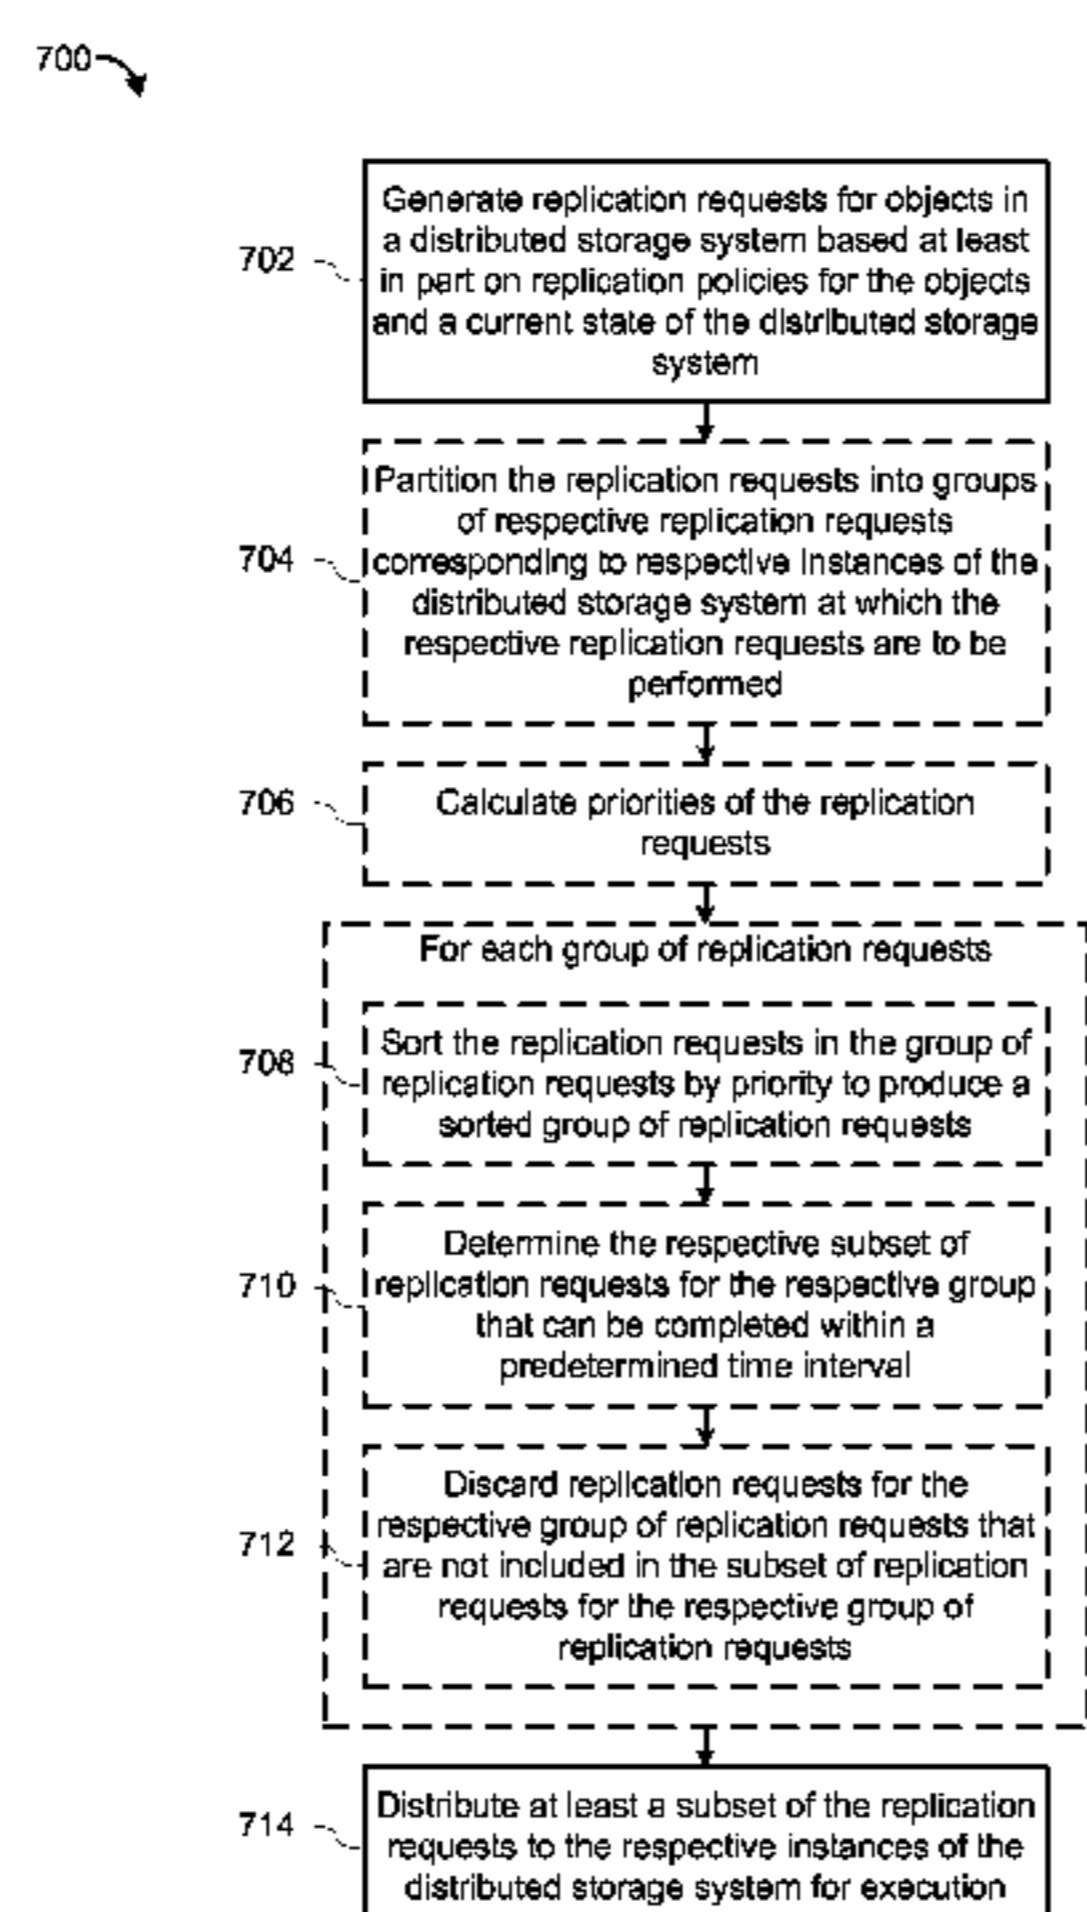 700
702
Generate replication requests for objects in
a distributed storage system based at least
in part on replication policies for the objects
and a current state of the distributed storage
system
704
Partition the replication requests into groups
of respective replication requests
corresponding to respective instances of the
distributed storage system at which the
respective replication requests are to be
performed
706
Calculate priorities of the replication
requests
For each group of replication requests
708
Sort the replication requests in the group of
replication requests by priority to produce a
sorted group of replication requests
710
Determine the respective subset of
replication requests for the respective group
that can be completed within a
predetermined time interval
712
Discard replication requests for the
respective group of replication requests that
are not included in the subset of replication
requests for the respective group of
replication requests
714
Distribute at least a subset of the replication
requests to the respective instances of the
distributed storage system for execution